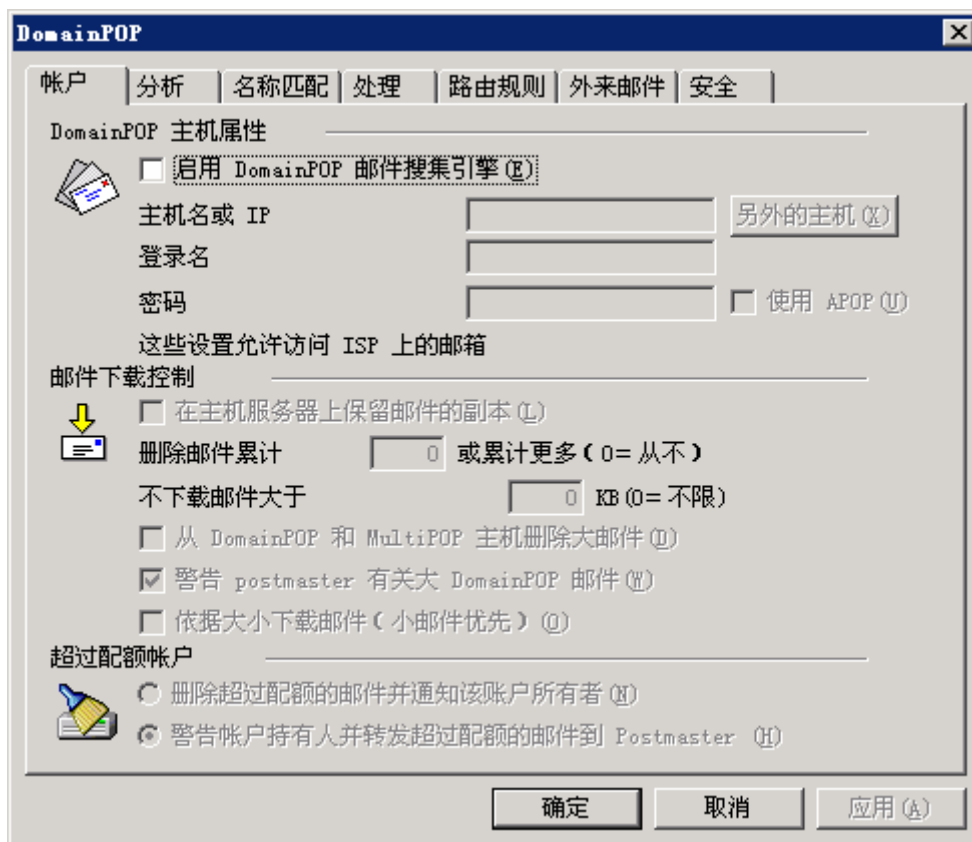 DomainPOP
帐户 分析 名称匹配 处理 路由规则 外来邮件 安全
DomainPOP 主机属性
启用 DomainPOP 邮件搜集引擎(E)
主机名或 IP 另外的主机(X)
登录名
密码 使用 APOP(U)
这些设置允许访问 ISP 上的邮箱
邮件下载控制
在主机服务器上保留邮件的副本(L)
删除邮件累计 0 或累计更多(0=从不)
不下载邮件大于 0 KB(0=不限)
从 DomainPOP 和 MultiPOP 主机删除大邮件(D)
警告 postmaster 有关大 DomainPOP 邮件(W)
依据大小下载邮件(小邮件优先)(O)
超过配额帐户
删除超过配额的邮件并通知该账户所有者(N)
警告帐户持有人并转发超过配额的邮件到 Postmaster (H)
确定 取消 应用(A)